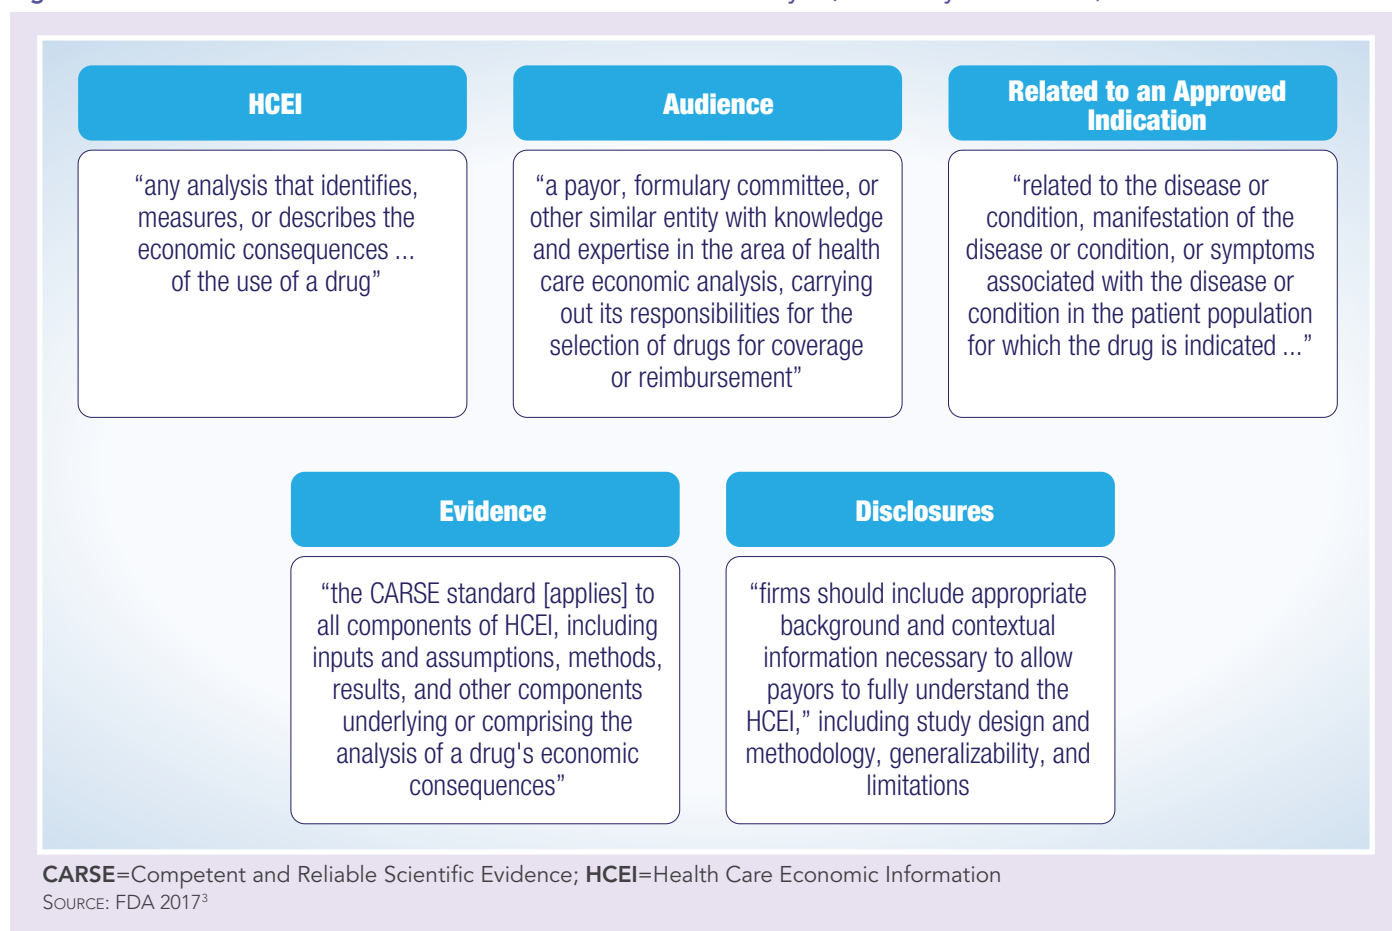 HCEI
“any analysis that identifies,
measures, or describes the
economic consequences ...
of the use of a drug”
Audience
“a payor, formulary committee, or
other similar entity with knowledge
and expertise in the area of health
care economic analysis, carrying
out its responsibilities for the
selection of drugs for coverage
or reimbursement”
Related to an Approved
Indication
“related to the disease or
condition, manifestation of the
disease or condition, or symptoms
associated with the disease or
condition in the patient population
for which the drug is indicated ...”
Evidence
“the CARSE standard [applies] to
all components of HCEI, including
inputs and assumptions, methods,
results, and other components
underlying or comprising the
analysis of a drug's economic
consequences”
Disclosures
“firms should include appropriate
background and contextual
information necessary to allow
payors to fully understand the
HCEI,” including study design and
methodology, generalizability, and
limitations
CARSE=Competent and Reliable Scientific Evidence; HCEI=Health Care Economic Information
SOURCE: FDA 2017³